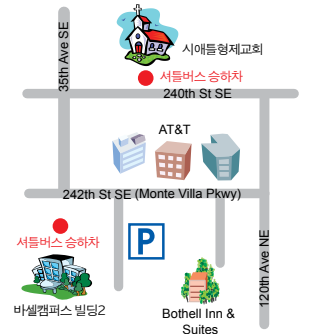 35th Ave SE
시애틀형제교회
셔틀버스 승하차
240th St SE
AT&T
242th St SE (Monte Villa Pkwy)
셔틀버스 승하차
P
바셀캠퍼스 빌딩2
Bothell Inn &
Suites
120th Ave NE